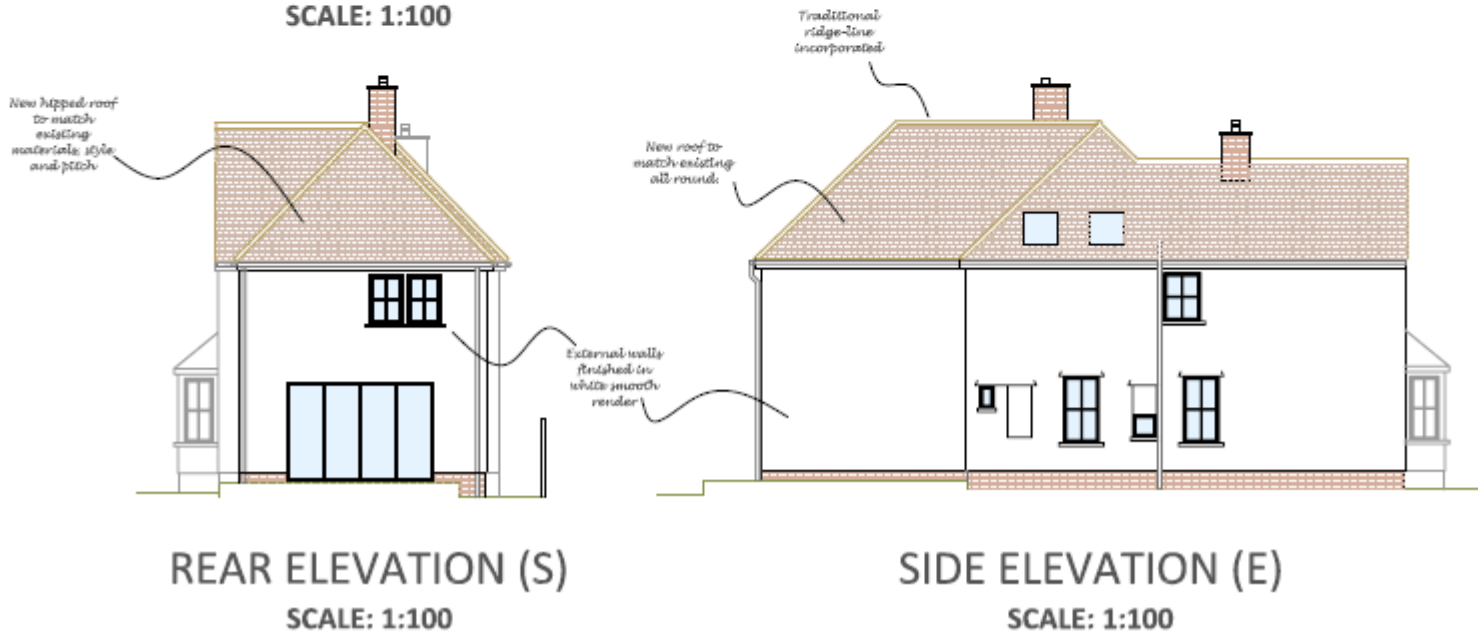 SCALE: 1:100
Traditional
ridge-line
incorporated
New hipped roof
to match
existing
materials, style
and pitch
New roof to
match existing
all round.
External walls
finished in
white smooth
render
REAR ELEVATION (S)
SCALE: 1:100
SIDE ELEVATION (E)
SCALE: 1:100